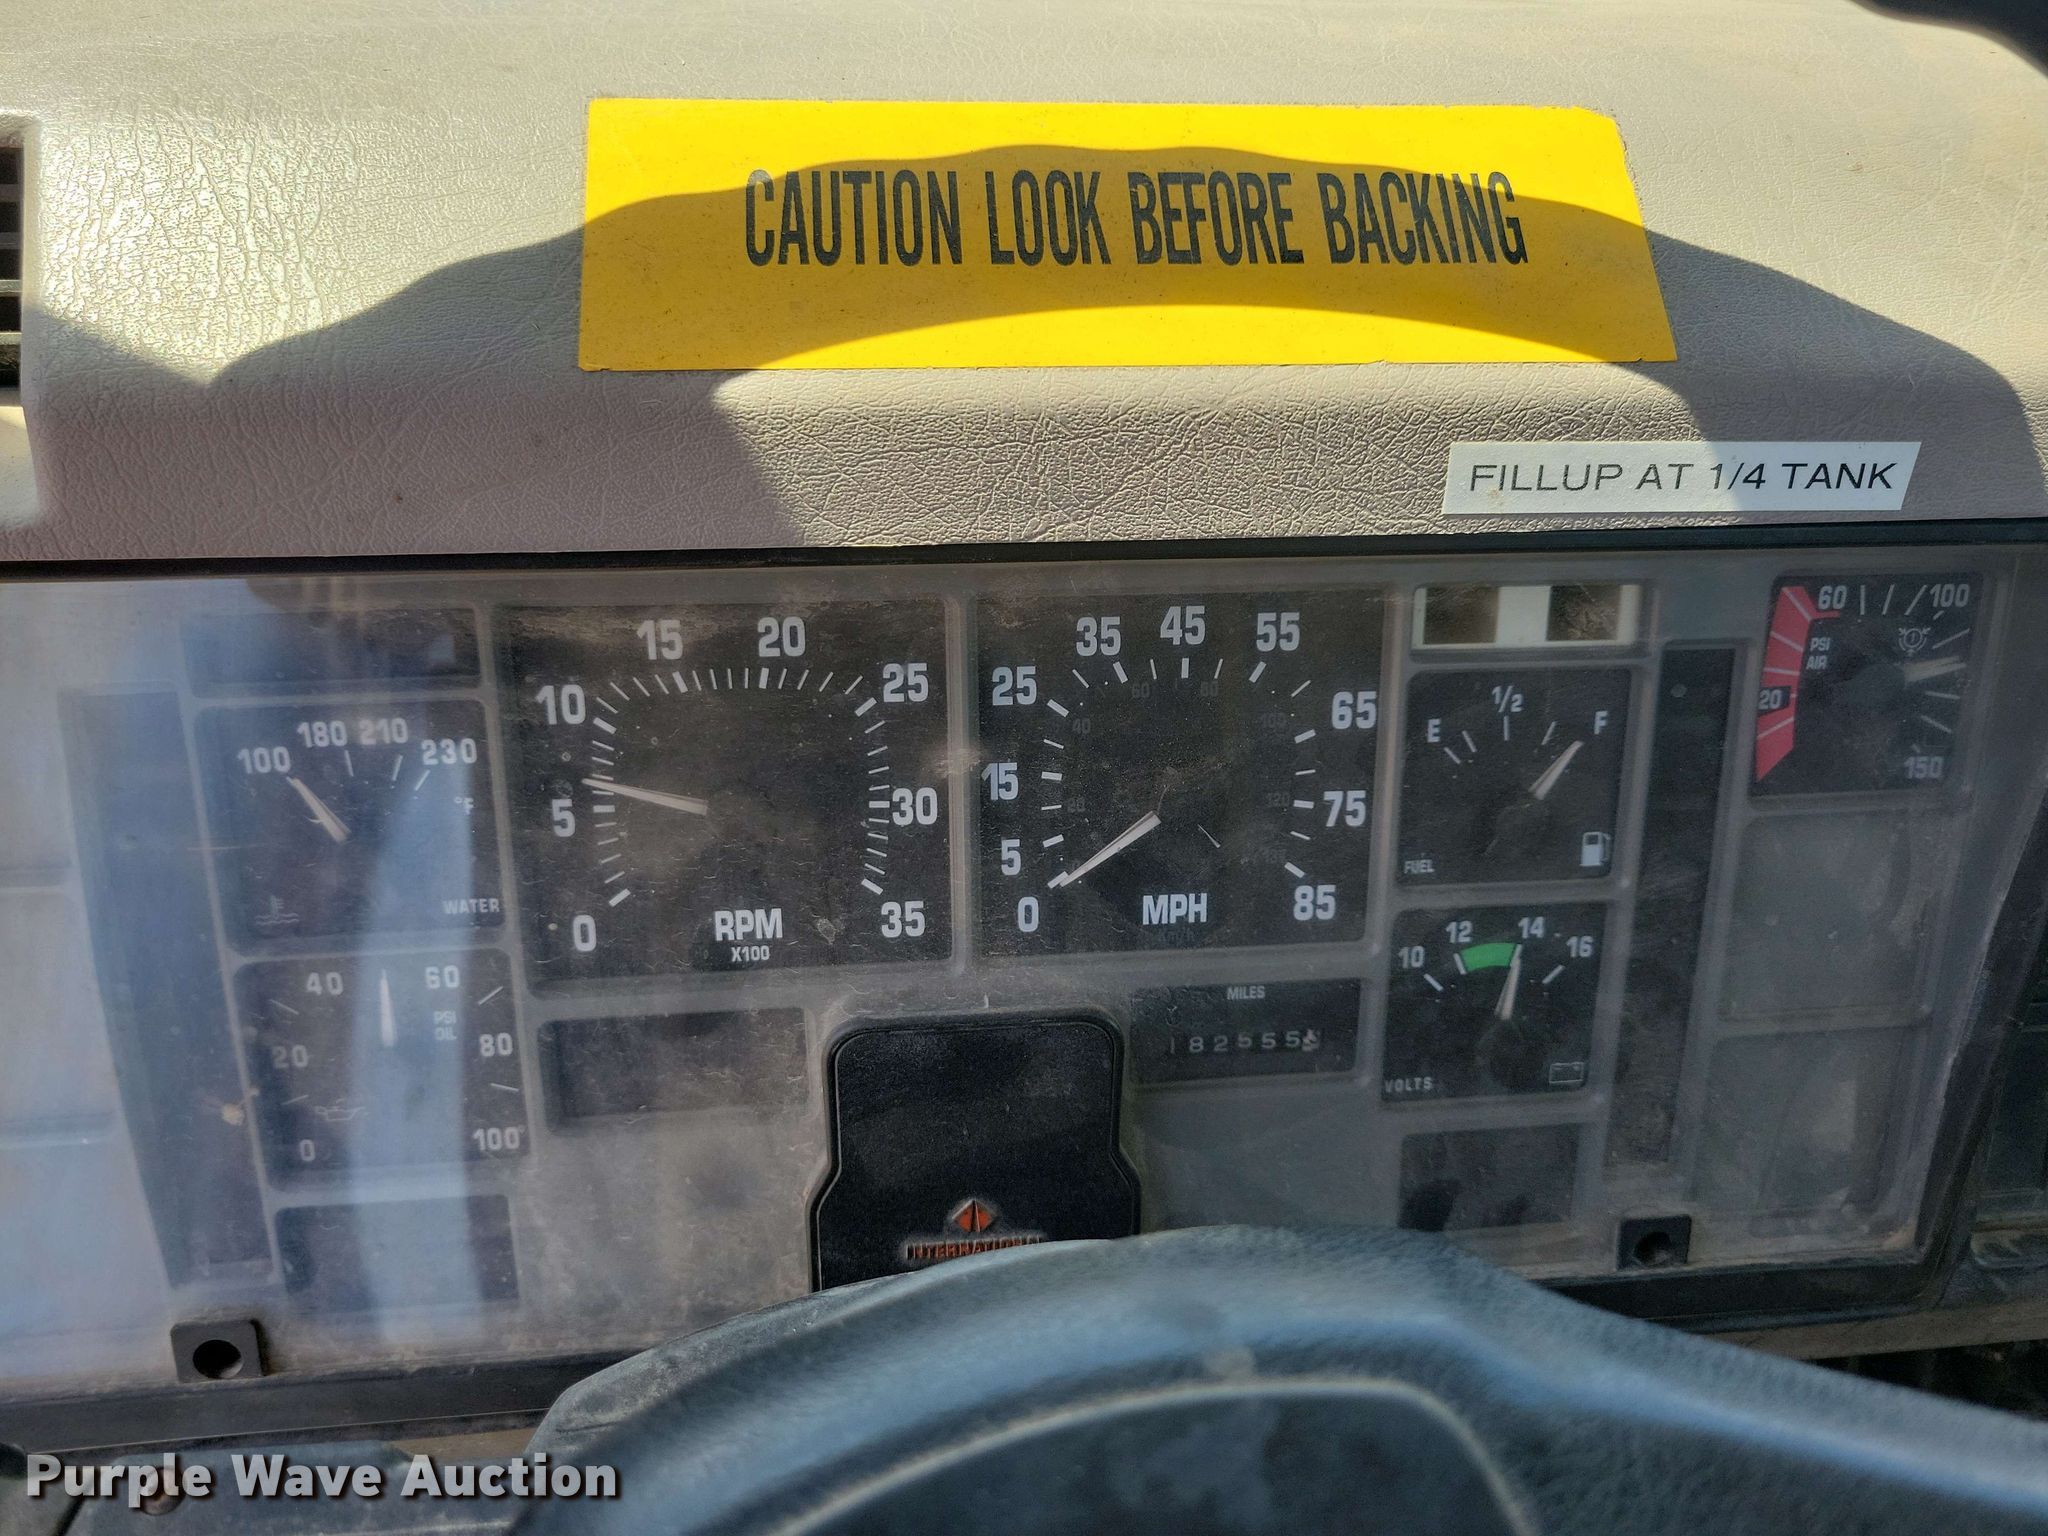 CAUTION LOOK BEFORE BACKING
FILLUP AT 1/4 TANK
100 180 210 230
°F
WATER
0 5 10 15 20 25 30 35
RPM
X100
0 5 15 25 35 45 55 65 75 85
MPH
E 1/2 F
FUEL
20 60 100 150
PSI
AIR
0 20 40 60 80 100
PSI
OIL
MILES
10 12 14 16
VOLTS
INTERNATIONAL
Purple Wave Auction